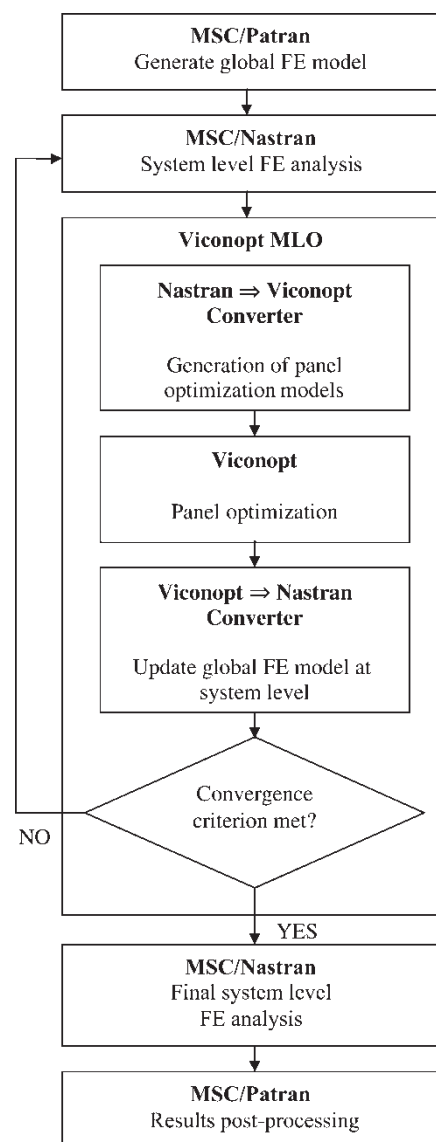 MSC/Patran
Generate global FE model
MSC/Nastran
System level FE analysis
Viconopt MLO
Nastran ⇒ Viconopt
Converter
Generation of panel
optimization models
Viconopt
Panel optimization
Viconopt ⇒ Nastran
Converter
Update global FE model at
system level
Convergence
criterion met?
NO
YES
MSC/Nastran
Final system level
FE analysis
MSC/Patran
Results post-processing